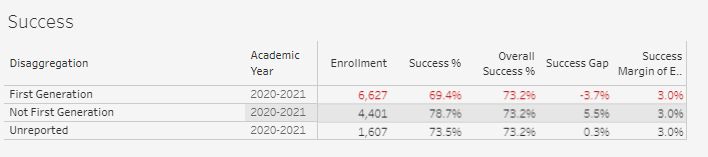 Success
Disaggregation Academic Year Enrollment Success % Overall Success % Success Gap Success Margin of E..
First Generation 2020-2021 6,627 69.4% 73.2% -3.7% 3.0%
Not First Generation 2020-2021 4,401 78.7% 73.2% 5.5% 3.0%
Unreported 2020-2021 1,607 73.5% 73.2% 0.3% 3.0%